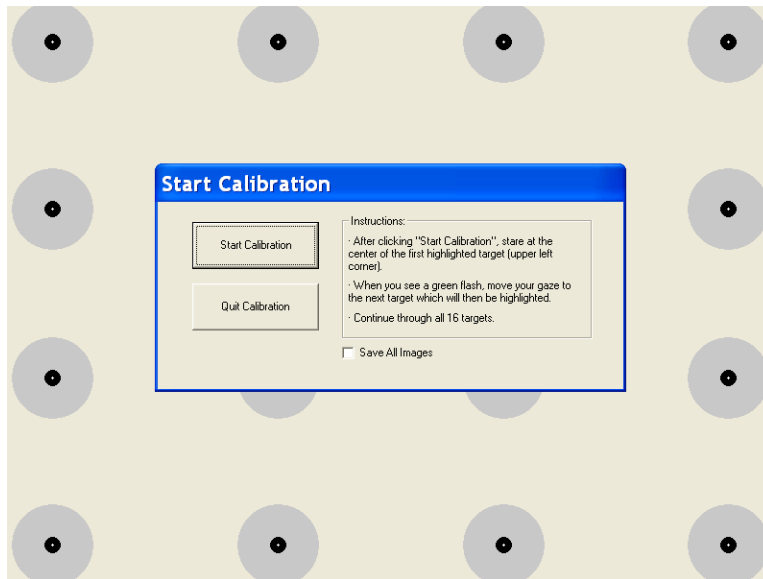 Start Calibration
Start Calibration
Quit Calibration
Instructions:
· After clicking "Start Calibration", stare at the
center of the first highlighted target (upper left
corner).
· When you see a green flash, move your gaze to
the next target which will then be highlighted.
· Continue through all 16 targets.
Save All Images